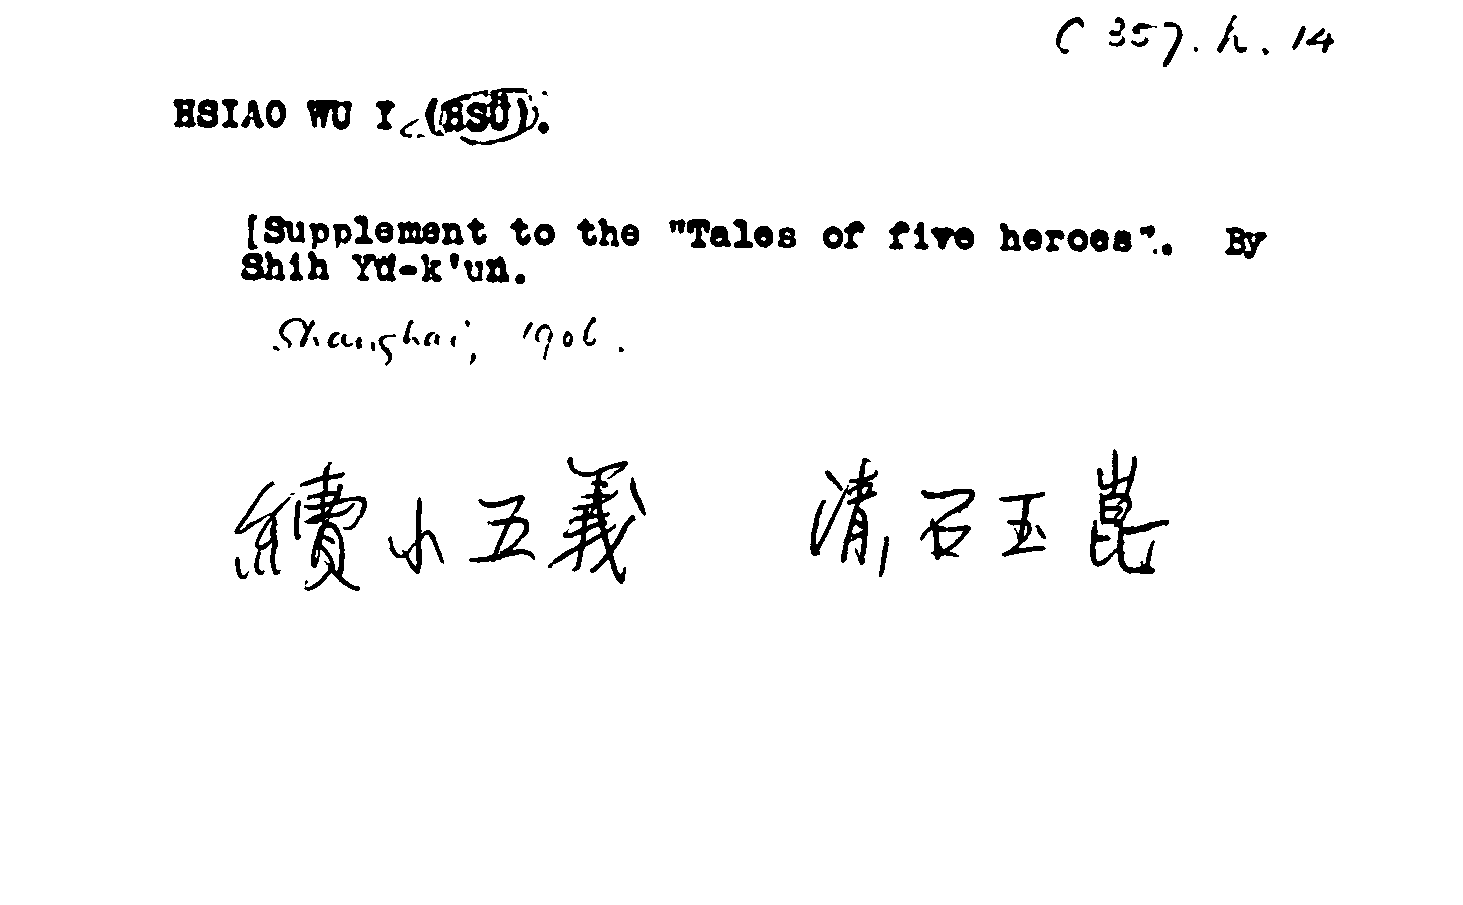 C 357. h. 14
HSIAO WU I (HSÜ).
[Supplement to the "Tales of five heroes". By
Shih Yü-k'un.
Shanghai, 1906.
續小五義 清, 石玉崑